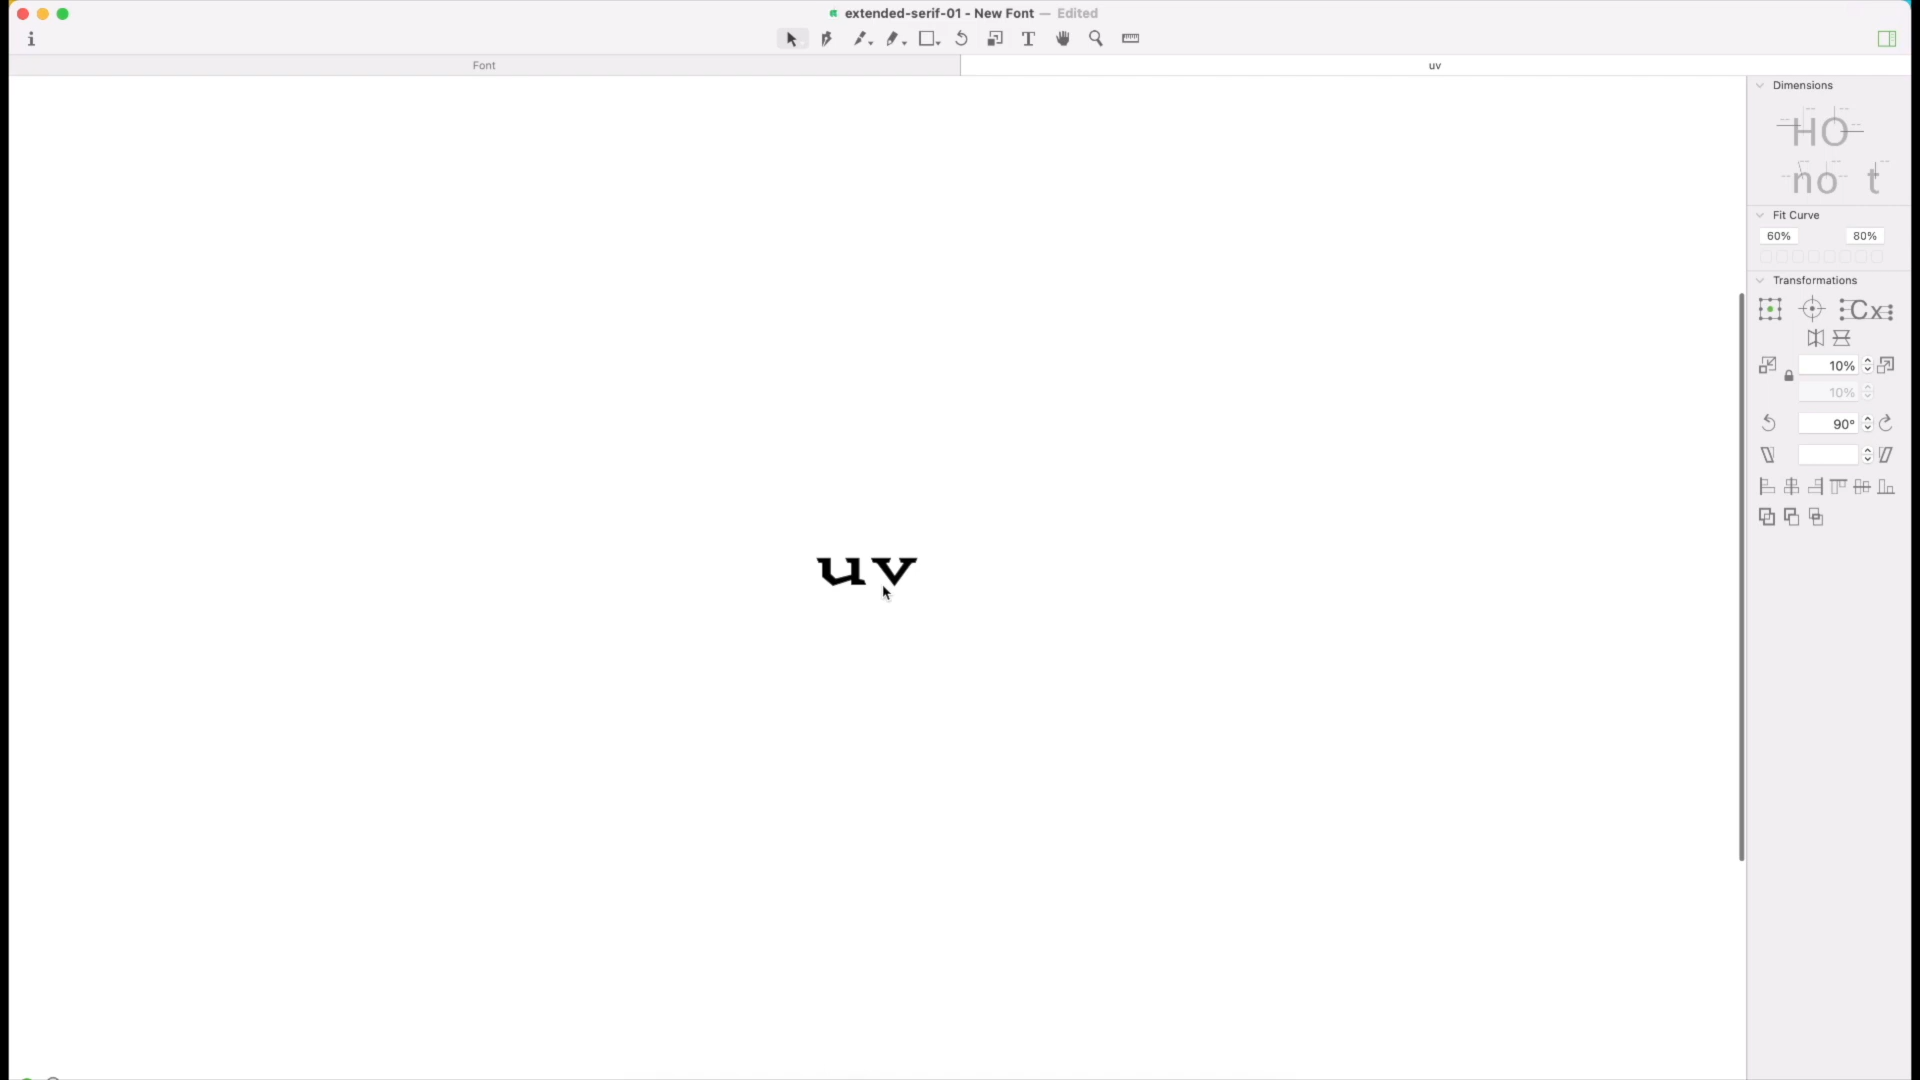 extended-serif-01 - New Font — Edited
Font
uv
Dimensions
HO
no t
Fit Curve
60% 80%
Transformations
Cx
10%
10%
90°
uv